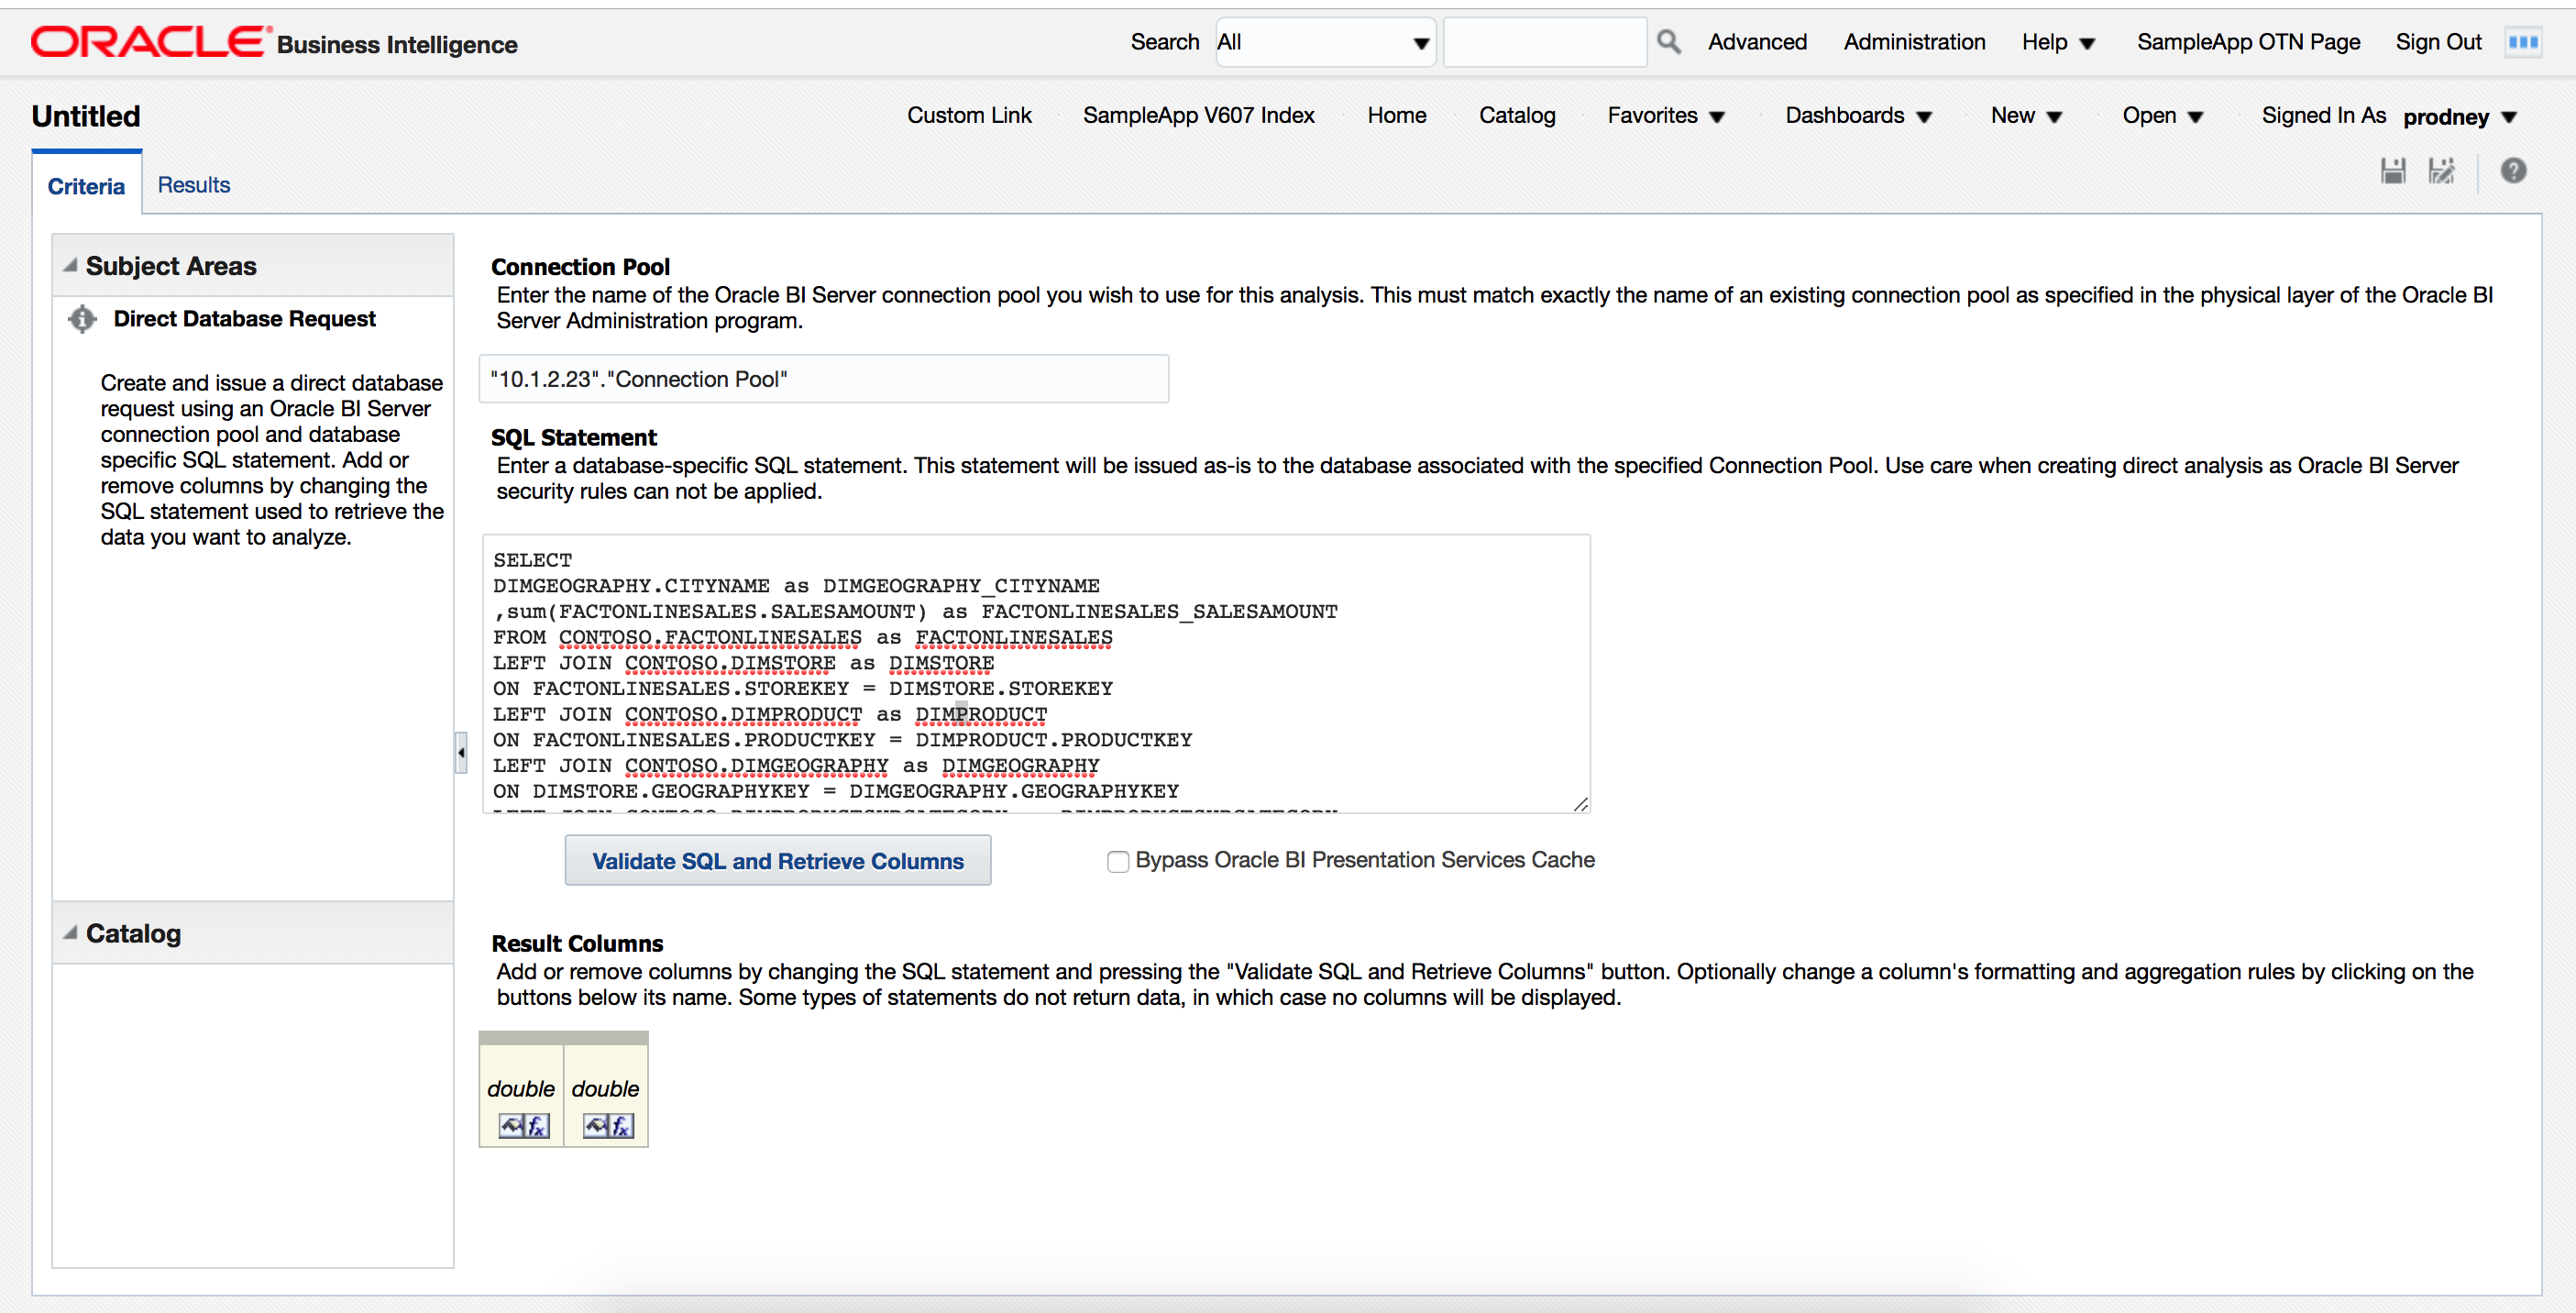 ORACLE Business Intelligence
Search All Advanced Administration Help SampleApp OTN Page Sign Out
Untitled
Custom Link SampleApp V607 Index Home Catalog Favorites Dashboards New Open Signed In As prodney
Criteria Results
Subject Areas
Direct Database Request
Create and issue a direct database
request using an Oracle BI Server
connection pool and database
specific SQL statement. Add or
remove columns by changing the
SQL statement used to retrieve the
data you want to analyze.
Catalog
Connection Pool
Enter the name of the Oracle BI Server connection pool you wish to use for this analysis. This must match exactly the name of an existing connection pool as specified in the physical layer of the Oracle BI
Server Administration program.
"10.1.2.23"."Connection Pool"
SQL Statement
Enter a database-specific SQL statement. This statement will be issued as-is to the database associated with the specified Connection Pool. Use care when creating direct analysis as Oracle BI Server
security rules can not be applied.
SELECT
DIMGEOGRAPHY.CITYNAME as DIMGEOGRAPHY_CITYNAME
,sum(FACTONLINESALES.SALESAMOUNT) as FACTONLINESALES_SALESAMOUNT
FROM CONTOSO.FACTONLINESALES as FACTONLINESALES
LEFT JOIN CONTOSO.DIMSTORE as DIMSTORE
ON FACTONLINESALES.STOREKEY = DIMSTORE.STOREKEY
LEFT JOIN CONTOSO.DIMPRODUCT as DIMPRODUCT
ON FACTONLINESALES.PRODUCTKEY = DIMPRODUCT.PRODUCTKEY
LEFT JOIN CONTOSO.DIMGEOGRAPHY as DIMGEOGRAPHY
ON DIMSTORE.GEOGRAPHYKEY = DIMGEOGRAPHY.GEOGRAPHYKEY
Validate SQL and Retrieve Columns
Bypass Oracle BI Presentation Services Cache
Result Columns
Add or remove columns by changing the SQL statement and pressing the "Validate SQL and Retrieve Columns" button. Optionally change a column's formatting and aggregation rules by clicking on the
buttons below its name. Some types of statements do not return data, in which case no columns will be displayed.
double double
fx fx